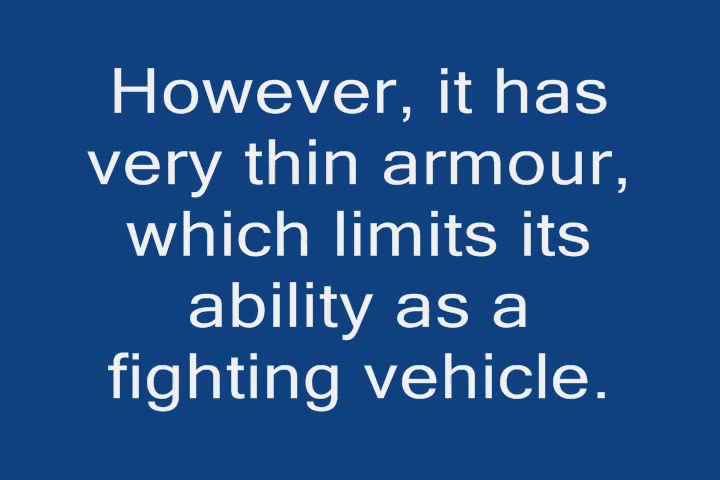 However, it has
very thin armour,
which limits its
ability as a
fighting vehicle.